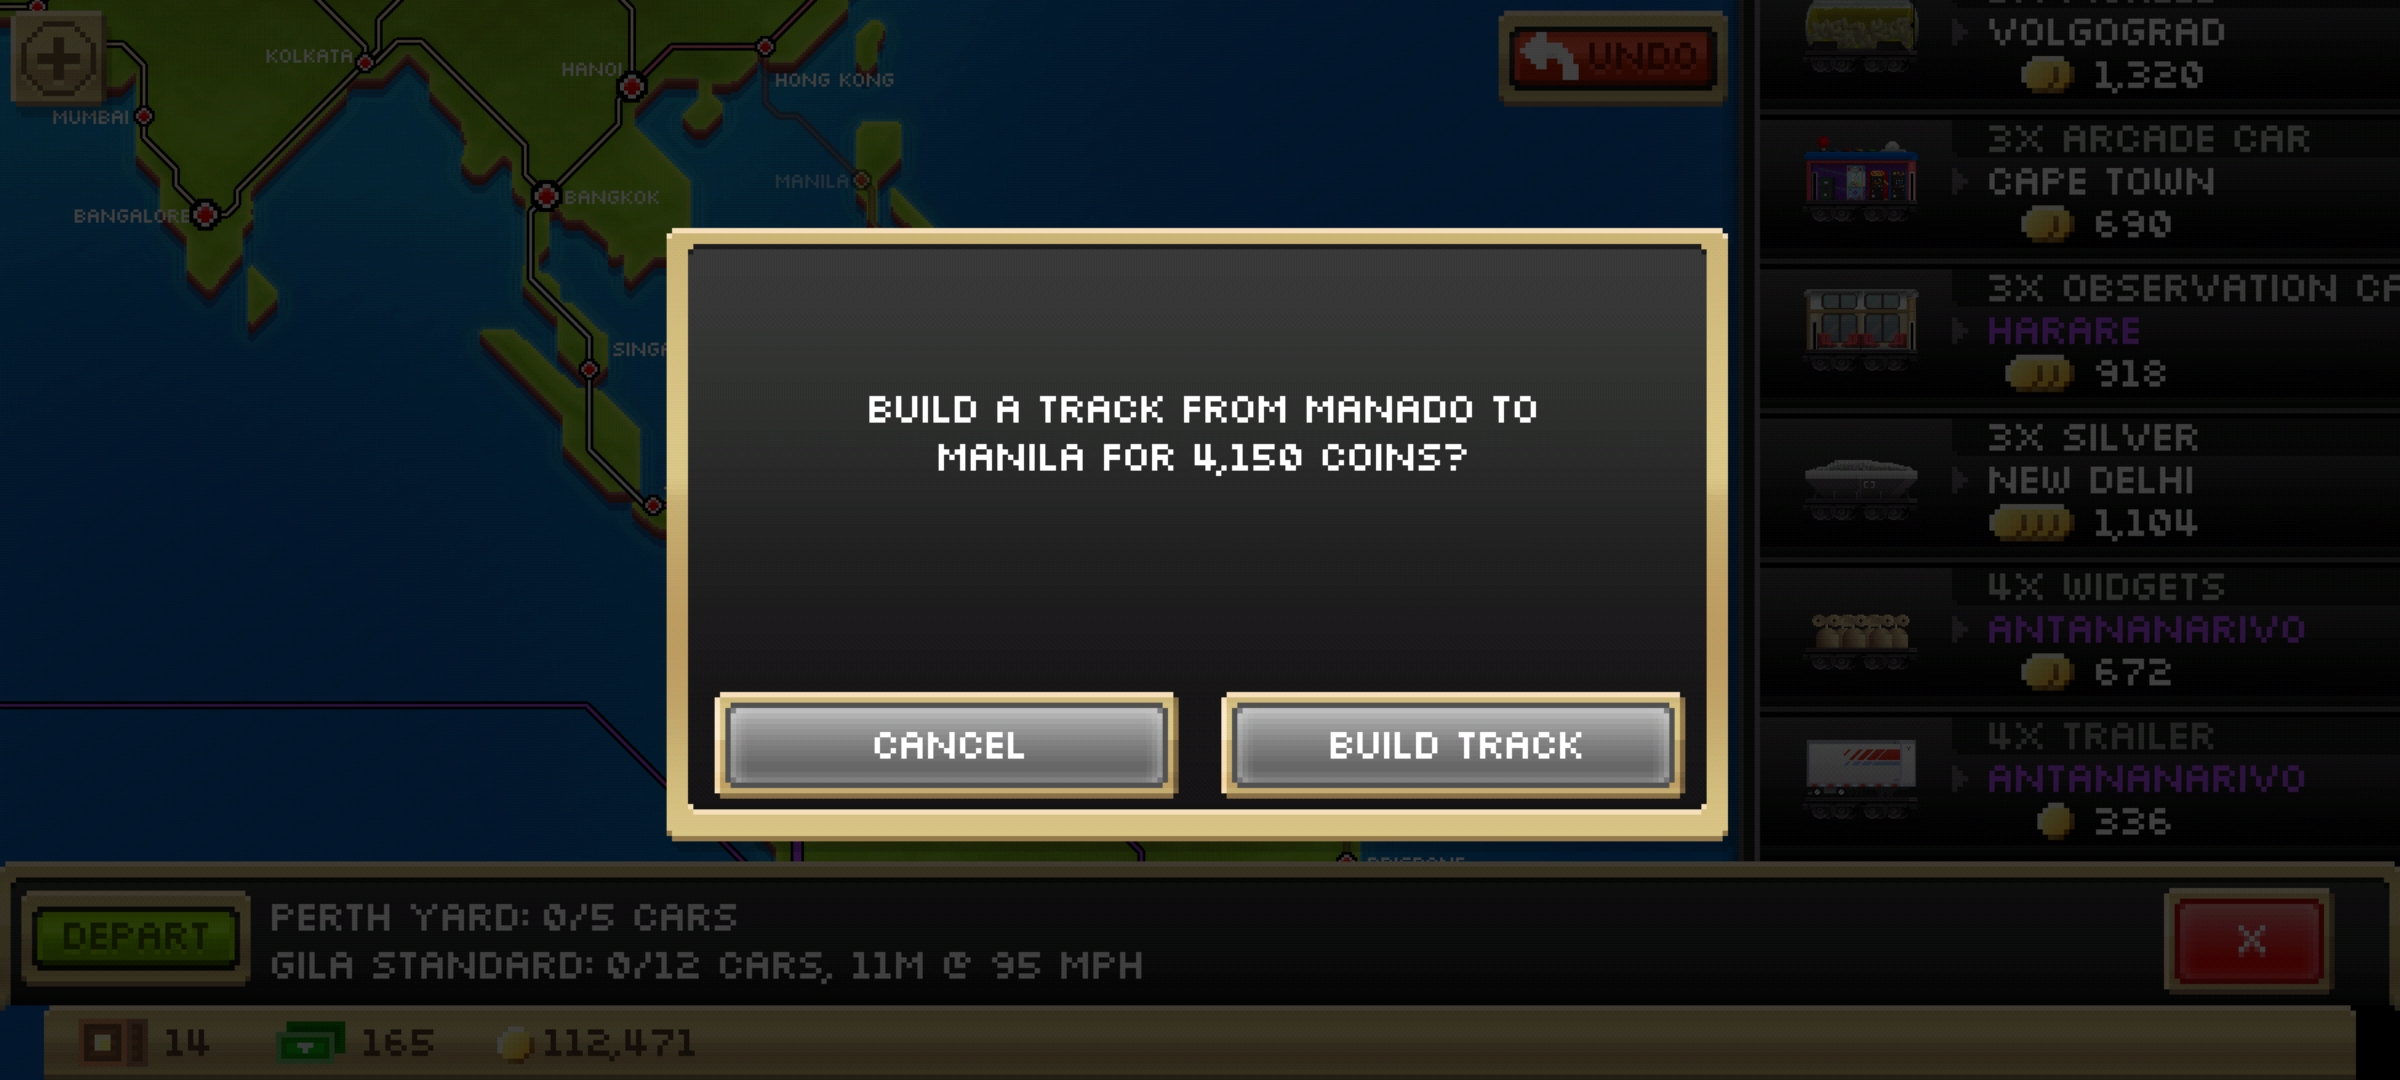 KOLKATA
HANOI
HONG KONG
MUMBAI
MANILA
BANGKOK
BANGALORE
UNDO
VOLGOGRAD
1,320
3X ARCADE CAR
CAPE TOWN
690
3X OBSERVATION
HARARE
918
3X SILVER
NEW DELHI
1,104
4X WIDGETS
ANTANANARIVO
672
4X TRAILER
ANTANANARIVO
336
BUILD A TRACK FROM MANADO TO
MANILA FOR 4,150 COINS?
CANCEL
BUILD TRACK
DEPART
PERTH YARD: 0/5 CARS
GILA STANDARD: 0/12 CARS, 11M @ 95 MPH
X
14
165
112,471